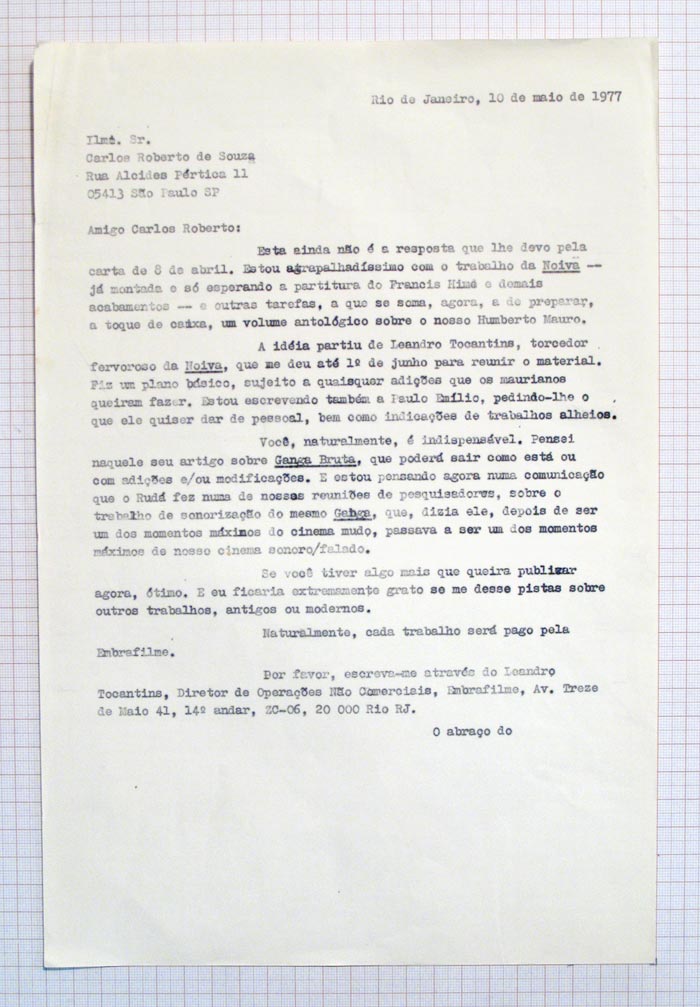 Rio de Janeiro, 10 de maio de 1977
Ilmº. Sr.
Carlos Roberto de Souza
Rua Alcides Pértica 11
05413 São Paulo SP
Amigo Carlos Roberto:
Esta ainda não é a resposta que lhe devo pela
carta de 8 de abril. Estou atrapalhadíssimo com o trabalho da Noiva --
já montada e só esperando a partitura do Francis Hime e demais
acabamentos -- e outras tarefas, a que se soma, agora, a de preparar,
a toque de caixa, um volume antológico sobre o nosso Humberto Mauro.
A idéia partiu de Leandro Tocantins, torcedor
fervoroso da Noiva, que me deu até 1º de junho para reunir o material.
Fiz um plano básico, sujeito a quaisquer adições que os maurianos
queiram fazer. Estou escrevendo também a Paulo Emílio, pedindo-lhe o
que ele quiser dar de pessoal, bem como indicações de trabalhos alheios.
Você, naturalmente, é indispensável. Pensei
naquele seu artigo sobre Ganga Bruta, que poderá sair como está ou
com adições e/ou modificações. E estou pensando agora numa comunicação
que o Rudá fez numa de nossas reuniões de pesquisadores, sobre o
trabalho de sonorização do mesmo Ganga, que, dizia ele, depois de ser
um dos momentos máximos do cinema mudo, passava a ser um dos momentos
máximos de nosso cinema sonoro/falado.
Se você tiver algo mais que queira publicar
agora, ótimo. E eu ficaria extremamente grato se me desse pistas sobre
outros trabalhos, antigos ou modernos.
Naturalmente, cada trabalho será pago pela
Embrafilme.
Por favor, escreva-me através do Leandro
Tocantins, Diretor de Operações Não Comerciais, Embrafilme, Av. Treze
de Maio 41, 14º andar, ZC-06, 20 000 Rio RJ.
O abraço do